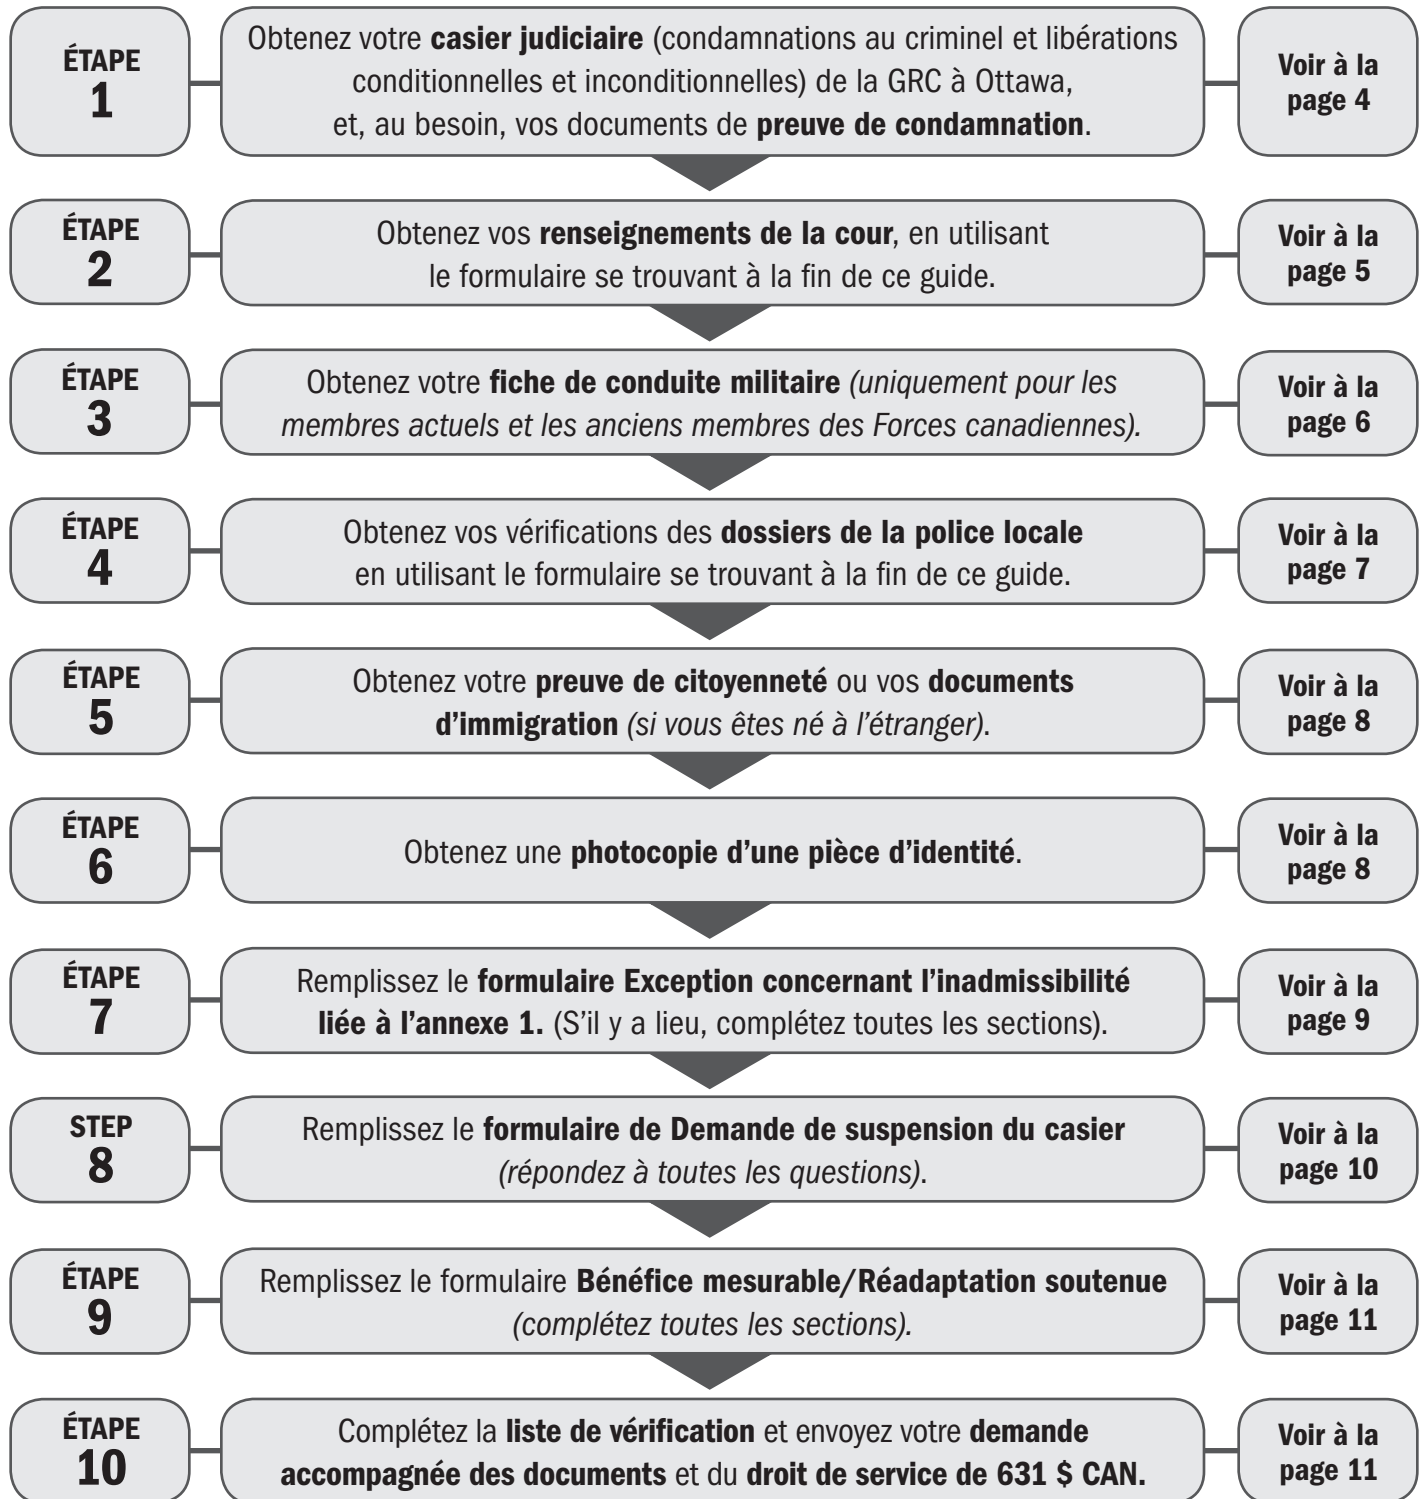 ÉTAPE
1
Obtenez votre casier judiciaire (condamnations au criminel et libérations
conditionnelles et inconditionnelles) de la GRC à Ottawa,
et, au besoin, vos documents de preuve de condamnation.
Voir à la
page 4
ÉTAPE
2
Obtenez vos renseignements de la cour, en utilisant
le formulaire se trouvant à la fin de ce guide.
Voir à la
page 5
ÉTAPE
3
Obtenez votre fiche de conduite militaire (uniquement pour les
membres actuels et les anciens membres des Forces canadiennes).
Voir à la
page 6
ÉTAPE
4
Obtenez vos vérifications des dossiers de la police locale
en utilisant le formulaire se trouvant à la fin de ce guide.
Voir à la
page 7
ÉTAPE
5
Obtenez votre preuve de citoyenneté ou vos documents
d'immigration (si vous êtes né à l'étranger).
Voir à la
page 8
ÉTAPE
6
Obtenez une photocopie d'une pièce d'identité.
Voir à la
page 8
ÉTAPE
7
Remplissez le formulaire Exception concernant l'inadmissibilité
liée à l'annexe 1. (S'il y a lieu, complétez toutes les sections).
Voir à la
page 9
STEP
8
Remplissez le formulaire de Demande de suspension du casier
(répondez à toutes les questions).
Voir à la
page 10
ÉTAPE
9
Remplissez le formulaire Bénéfice mesurable/Réadaptation soutenue
(complétez toutes les sections).
Voir à la
page 11
ÉTAPE
10
Complétez la liste de vérification et envoyez votre demande
accompagnée des documents et du droit de service de 631 $ CAN.
Voir à la
page 11